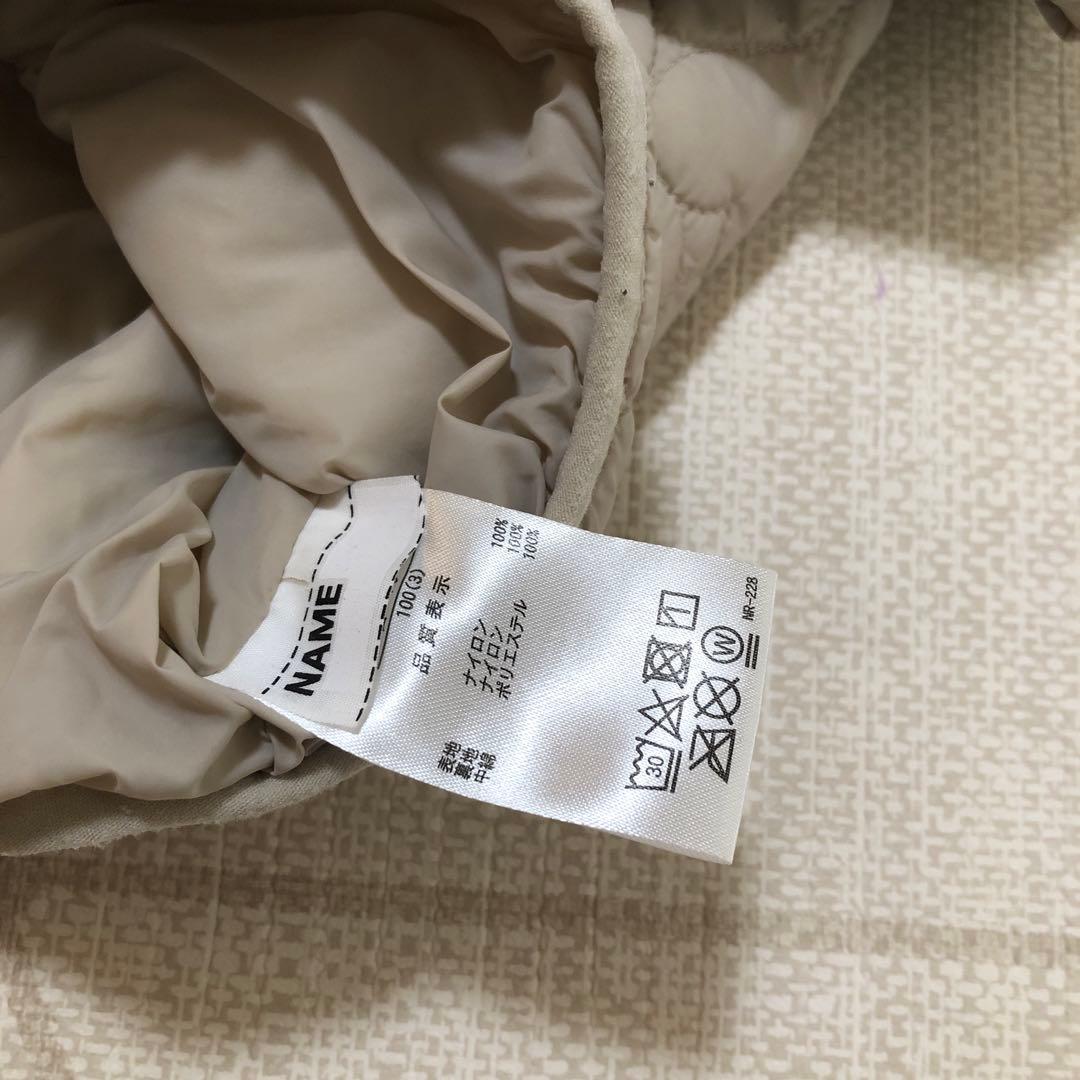 NAME
100(3)
品質表示
表地 ナイロン 100%
裏地 ナイロン 100%
中綿 ポリエステル 100%
30
W
NR-228